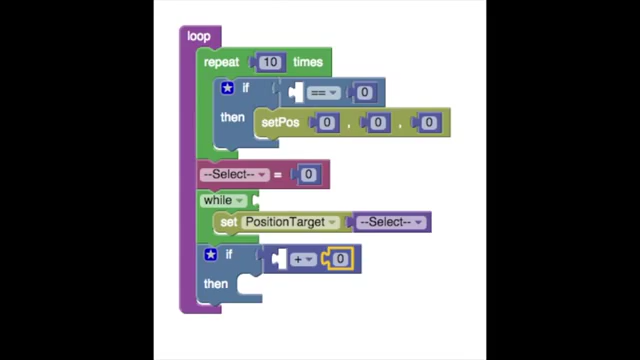 loop
repeat 10 times
if == 0
then setPos 0 , 0 , 0
--Select-- = 0
while
set PositionTarget --Select--
if + 0
then